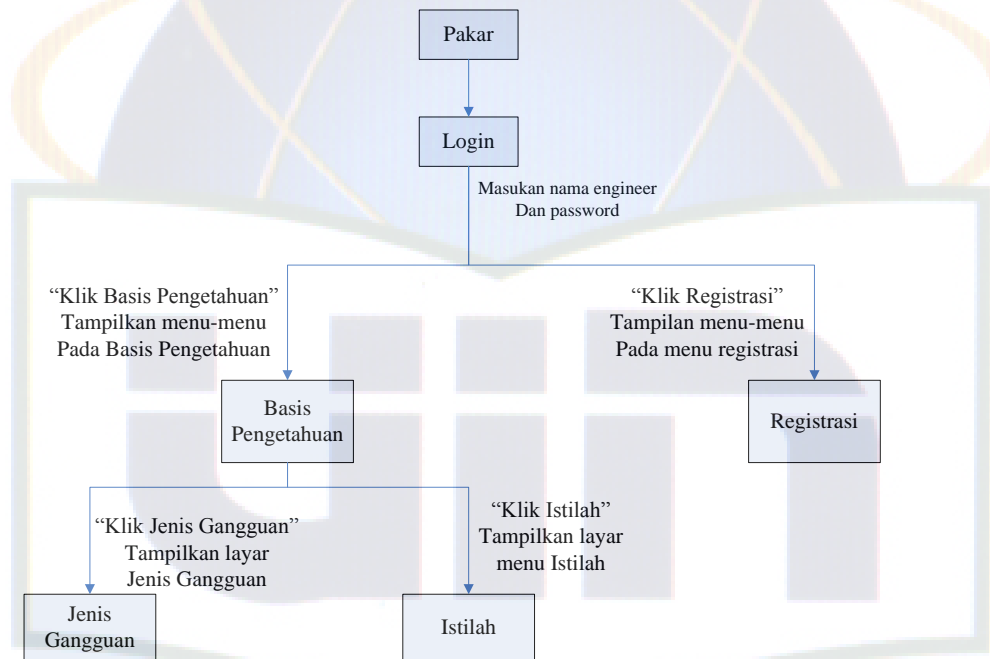 Pakar
Login
Masukan nama engineer
Dan password
“Klik Basis Pengetahuan”
Tampilkan menu-menu
Pada Basis Pengetahuan
“Klik Registrasi”
Tampilan menu-menu
Pada menu registrasi
Basis
Pengetahuan
Registrasi
“Klik Jenis Gangguan”
Tampilkan layar
Jenis Gangguan
“Klik Istilah”
Tampilkan layar
menu Istilah
Jenis
Gangguan
Istilah
uin